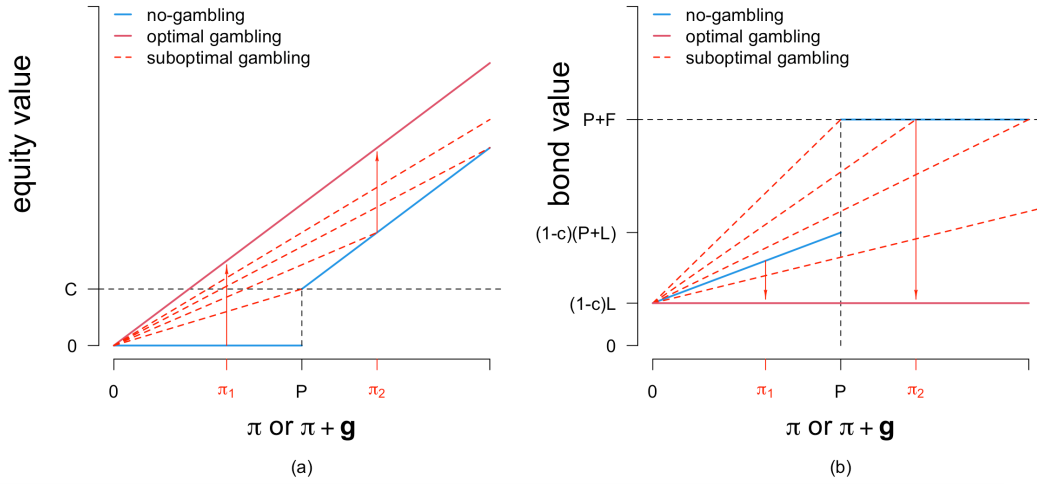 no-gambling
optimal gambling
suboptimal gambling
equity value
C
0
0
π1
P
π2
π or π + g
(a)
no-gambling
optimal gambling
suboptimal gambling
bond value
P+F
(1-c)(P+L)
(1-c)L
0
0
π1
P
π2
π or π + g
(b)